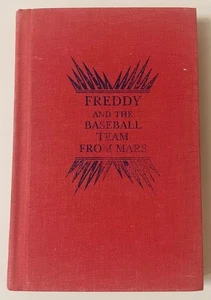 FREDDY
AND THE
BASEBALL
TEAM
FROM MARS